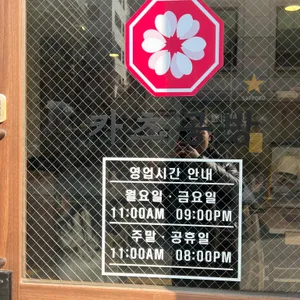 SAPPORO
영업시간 안내
월요일 · 금요일
11:00AM 09:00PM
주말 · 공휴일
11:00AM 08:00PM